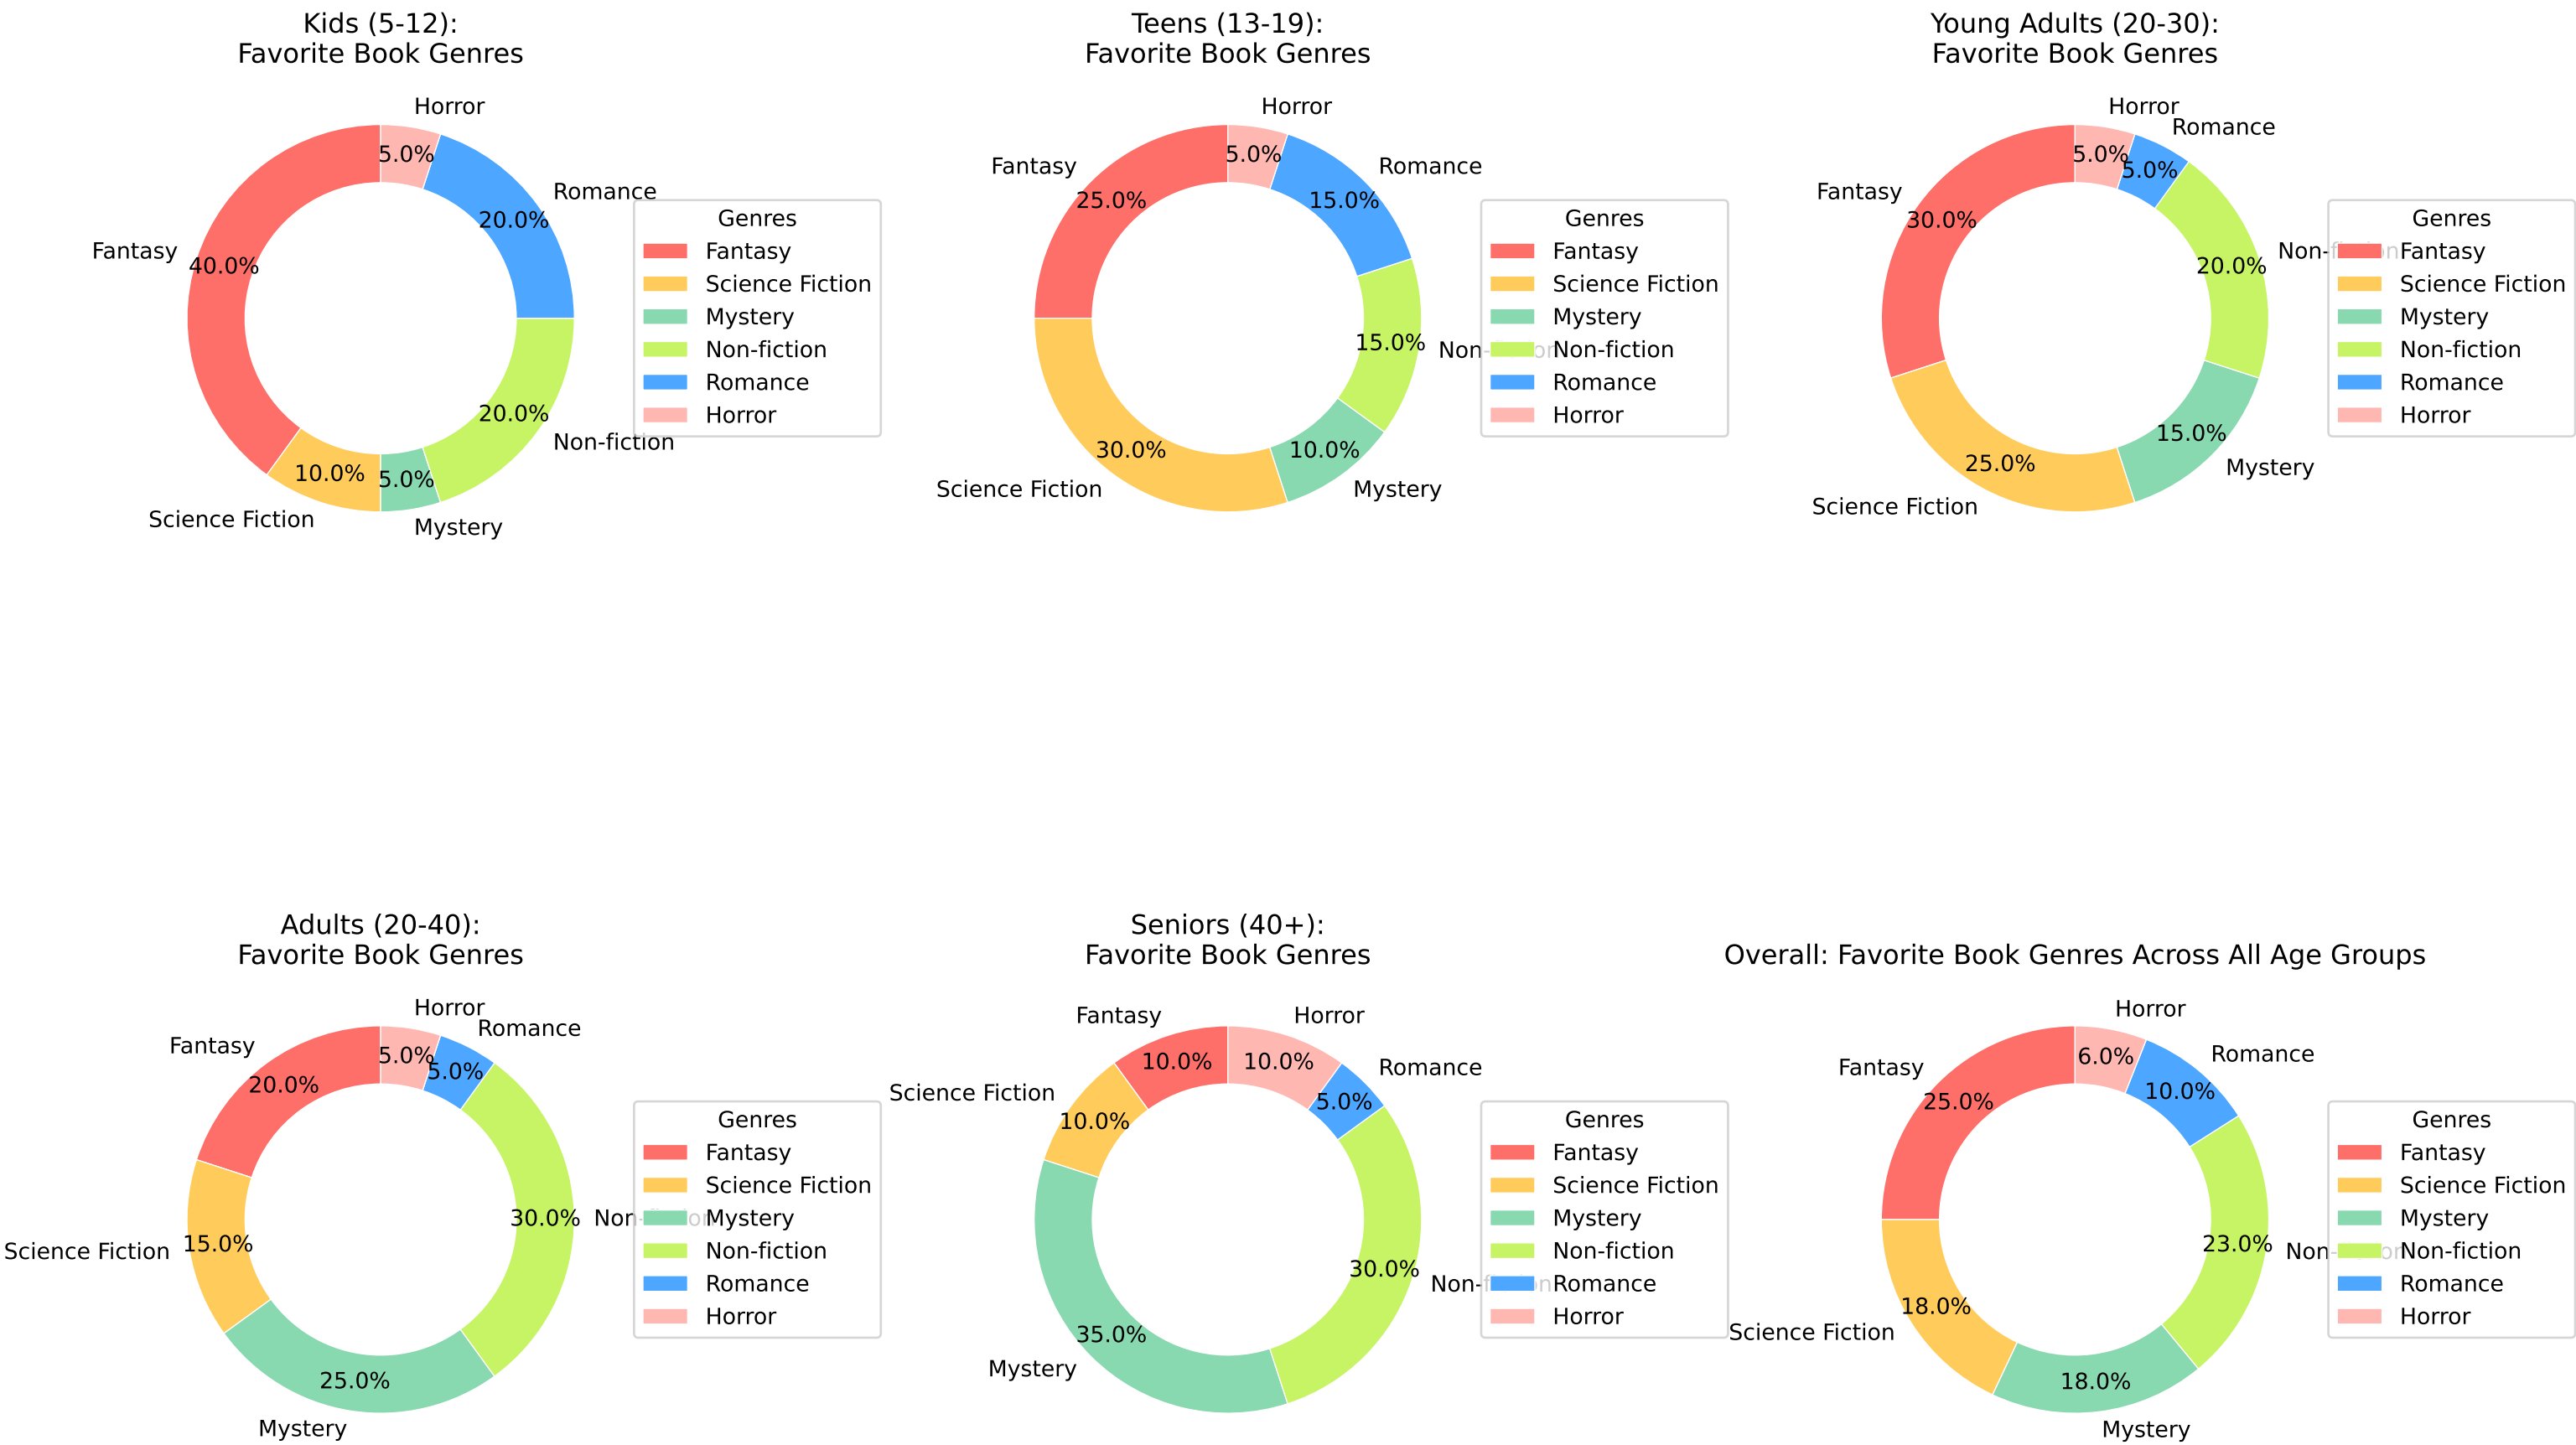 Kids (5-12):
Favorite Book Genres
Horror
5.0%
Romance
20.0%
Fantasy
40.0%
20.0%
Non-fiction
10.0%
5.0%
Science Fiction
Mystery
Genres
Fantasy
Science Fiction
Mystery
Non-fiction
Romance
Horror
Teens (13-19):
Favorite Book Genres
Horror
5.0%
Fantasy
Romance
25.0%
15.0%
15.0%
Non-fiction
30.0%
10.0%
Science Fiction
Mystery
Genres
Fantasy
Science Fiction
Mystery
Non-fiction
Romance
Horror
Young Adults (20-30):
Favorite Book Genres
Horror
Romance
5.0%
5.0%
Fantasy
30.0%
Non-fiction
20.0%
15.0%
25.0%
Mystery
Science Fiction
Genres
Fantasy
Science Fiction
Mystery
Non-fiction
Romance
Horror
Adults (20-40):
Favorite Book Genres
Horror
Romance
Fantasy
5.0%
5.0%
20.0%
30.0%
Non-fiction
Science Fiction
15.0%
25.0%
Mystery
Genres
Fantasy
Science Fiction
Mystery
Non-fiction
Romance
Horror
Seniors (40+):
Favorite Book Genres
Fantasy
Horror
10.0%
10.0%
Romance
Science Fiction
5.0%
10.0%
30.0%
Non-fiction
35.0%
Mystery
Genres
Fantasy
Science Fiction
Mystery
Non-fiction
Romance
Horror
Overall: Favorite Book Genres Across All Age Groups
Horror
6.0%
Romance
Fantasy
10.0%
25.0%
23.0%
Non-fiction
18.0%
Science Fiction
18.0%
Mystery
Genres
Fantasy
Science Fiction
Mystery
Non-fiction
Romance
Horror